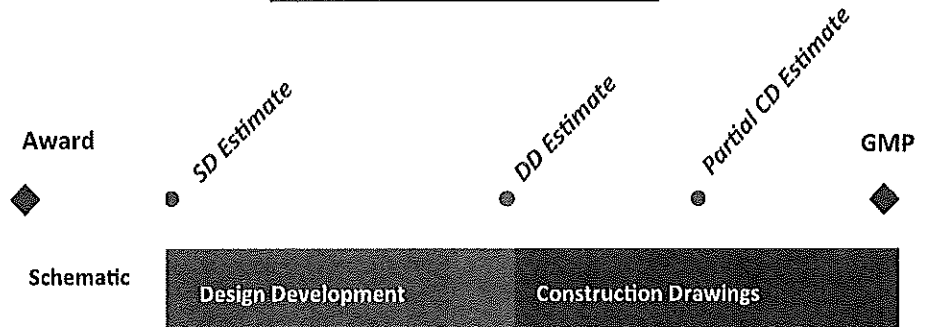 Award
SD Estimate
DD Estimate
Partial CD Estimate
GMP
Schematic
Design Development
Construction Drawings